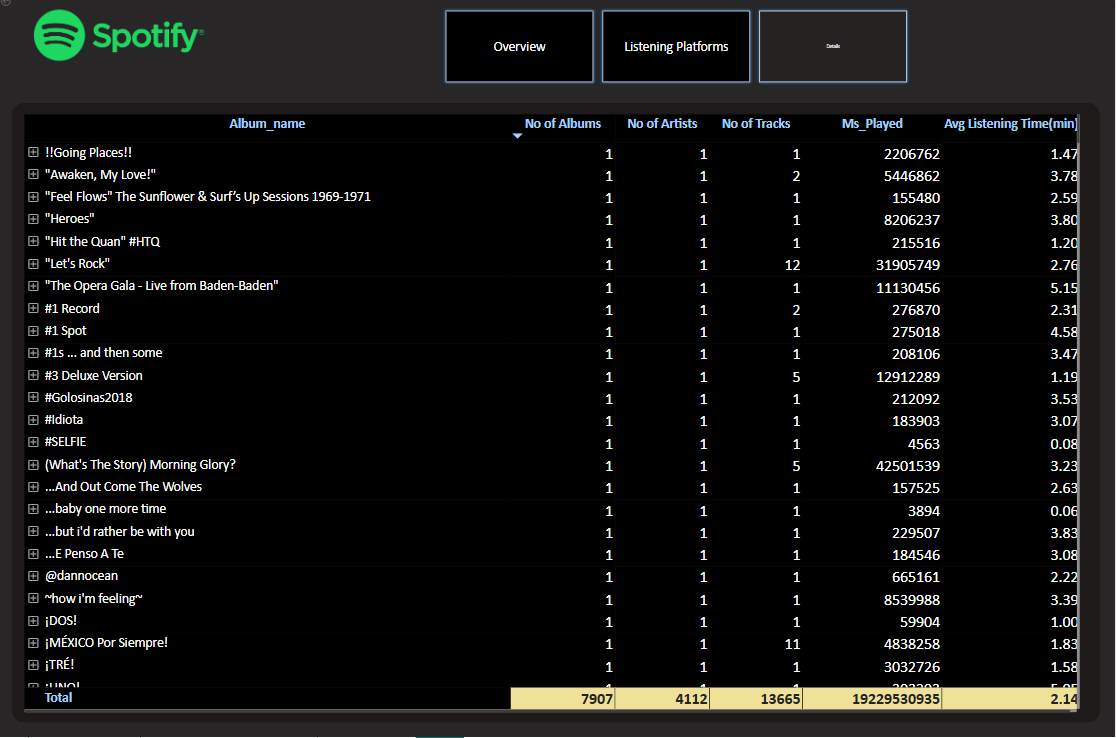 Spotify
Overview Listening Platforms Details
Album_name No of Albums No of Artists No of Tracks Ms_Played Avg Listening Time(min)
!!Going Places!! 1 1 1 2206762 1.47
"Awaken, My Love!" 1 1 2 5446862 3.78
"Feel Flows" The Sunflower & Surf’s Up Sessions 1969-1971 1 1 1 155480 2.59
"Heroes" 1 1 1 8206237 3.80
"Hit the Quan" #HTQ 1 1 1 215516 1.20
"Let's Rock" 1 1 12 31905749 2.76
"The Opera Gala - Live from Baden-Baden" 1 1 1 11130456 5.15
#1 Record 1 1 2 276870 2.31
#1 Spot 1 1 1 275018 4.58
#1s ... and then some 1 1 1 208106 3.47
#3 Deluxe Version 1 1 5 12912289 1.19
#Golosinas2018 1 1 1 212092 3.53
#Idiota 1 1 1 183903 3.07
#SELFIE 1 1 1 4563 0.08
(What's The Story) Morning Glory? 1 1 5 42501539 3.23
...And Out Come The Wolves 1 1 1 157525 2.63
...baby one more time 1 1 1 3894 0.06
...but i'd rather be with you 1 1 1 229507 3.83
...E Penso A Te 1 1 1 184546 3.08
@dannocean 1 1 1 665161 2.22
~how i'm feeling~ 1 1 1 8539988 3.39
¡DOS! 1 1 1 59904 1.00
¡MÉXICO Por Siempre! 1 1 11 4838258 1.83
¡TRÉ! 1 1 1 3032726 1.58
Total 7907 4112 13665 19229530935 2.14